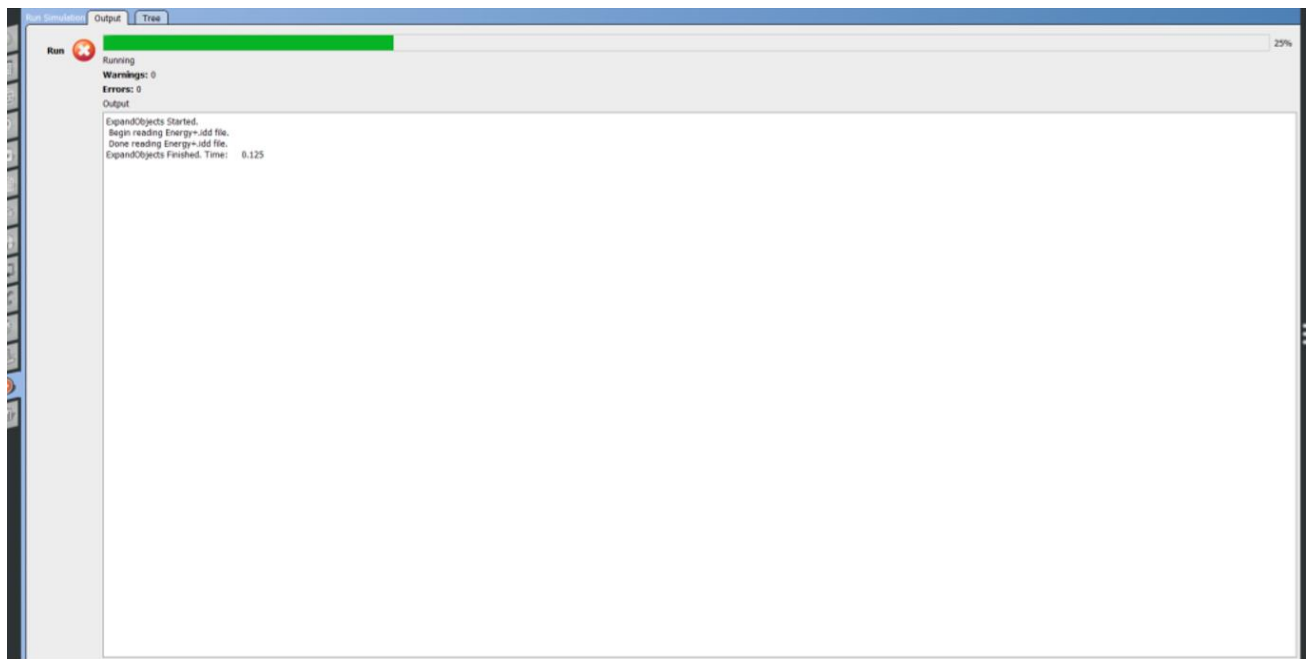 Run Simulation Output Tree
Run 25%
Running
Warnings: 0
Errors: 0
Output
ExpandObjects Started.
Begin reading Energy+.idd file.
Done reading Energy+.idd file.
ExpandObjects Finished. Time: 0.125